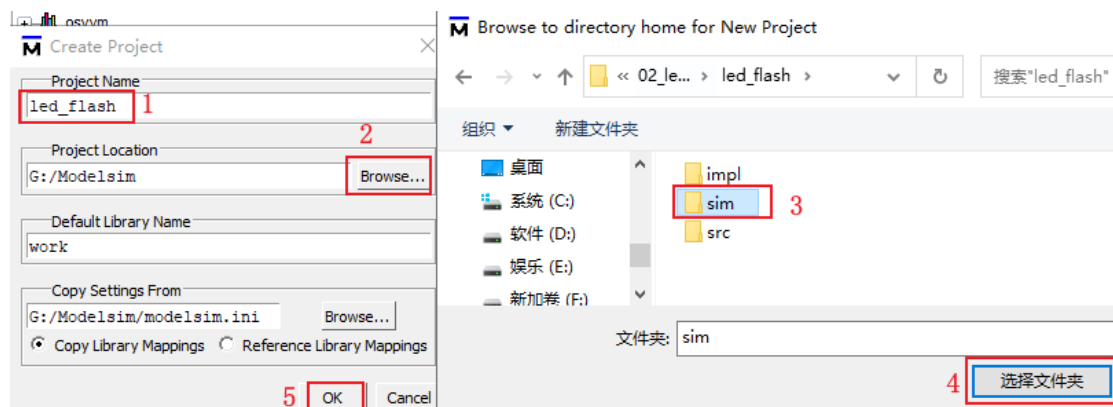 osvvm
Create Project
Project Name
led_flash 1
2
Project Location
G:/Modelsim Browse...
Default Library Name
work
Copy Settings From
G:/Modelsim/modelsim.ini Browse...
Copy Library Mappings Reference Library Mappings
5 OK Cancel
Browse to directory home for New Project
« 02_le... › led_flash › 搜索"led_flash"
组织 新建文件夹
桌面
系统 (C:)
软件 (D:)
娱乐 (E:)
新加卷 (F:)
impl
sim 3
src
文件夹: sim
4 选择文件夹